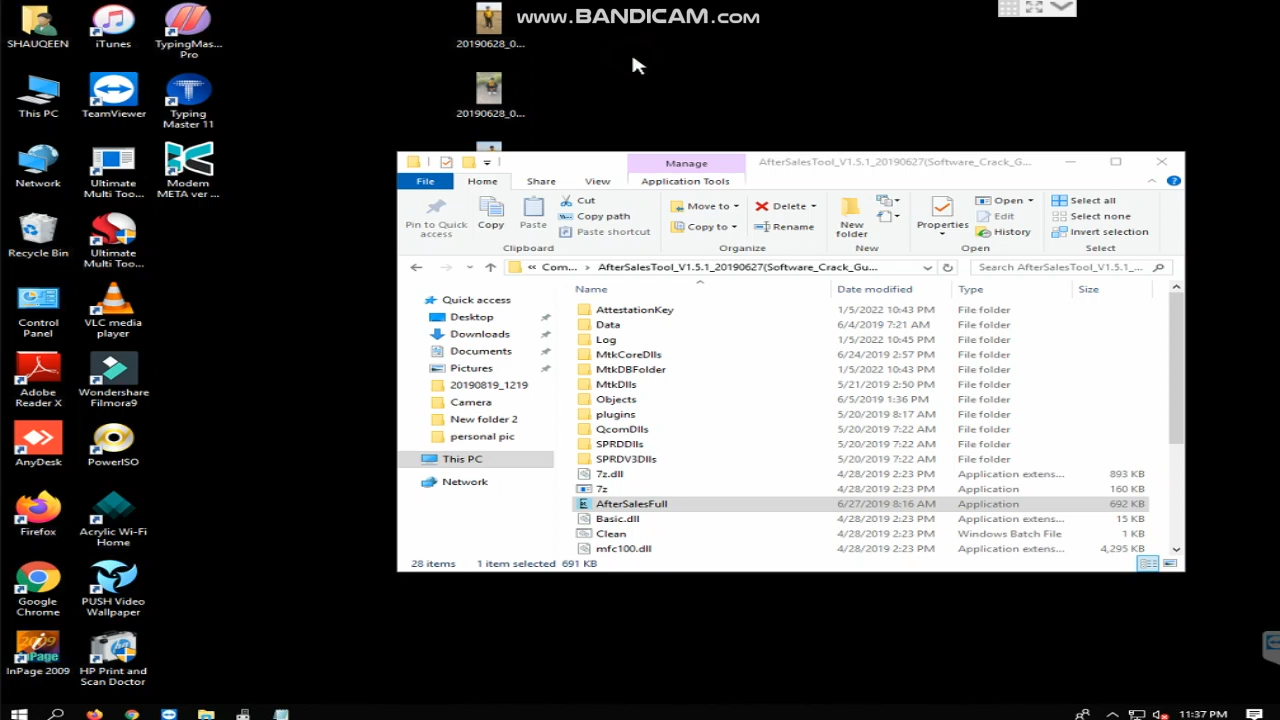 www.BANDICAM.com
SHAUQEEN
iTunes
TypingMas...
Pro
20190628_0...
This PC
TeamViewer
Typing
Master 11
20190628_0...
Network
Ultimate
Multi Too...
Modem
META ver ...
Recycle Bin
Ultimate
Multi Too...
Control
Panel
VLC media
player
Adobe
Reader X
Wondershare
Filmora9
AnyDesk
PowerISO
Firefox
Acrylic Wi-Fi
Home
Google
Chrome
PUSH Video
Wallpaper
2009
InPage
InPage 2009
HP Print and
Scan Doctor
Manage
AfterSalesTool_V1.5.1_20190627(Software_Crack_G...
File
Home
Share
View
Application Tools
Pin to Quick
access
Copy
Paste
Cut
Copy path
Paste shortcut
Move to
Copy to
Delete
Rename
New
folder
Properties
Open
Edit
History
Select all
Select none
Invert selection
Clipboard
Organize
New
Open
Select
« Com... › AfterSalesTool_V1.5.1_20190627(Software_Crack_Gu...
Search AfterSalesTool_V1.5.1_...
Quick access
Desktop
Downloads
Documents
Pictures
20190819_1219
Camera
New folder 2
personal pic
This PC
Network
Name Date modified Type Size
AttestationKey 1/5/2022 10:43 PM File folder
Data 6/4/2019 7:21 AM File folder
Log 1/5/2022 10:45 PM File folder
MtkCoreDlls 6/24/2019 2:57 PM File folder
MtkDBFolder 1/5/2022 10:43 PM File folder
MtkDlls 5/21/2019 2:50 PM File folder
Objects 6/5/2019 1:36 PM File folder
plugins 5/20/2019 8:17 AM File folder
QcomDlls 5/20/2019 7:22 AM File folder
SPRDDlls 5/20/2019 7:22 AM File folder
SPRDV3Dlls 5/20/2019 7:22 AM File folder
7z.dll 4/28/2019 2:23 PM Application extens... 893 KB
7z 4/28/2019 2:23 PM Application 160 KB
AfterSalesFull 6/27/2019 8:16 AM Application 692 KB
Basic.dll 4/28/2019 2:23 PM Application extens... 15 KB
Clean 4/28/2019 2:23 PM Windows Batch File 1 KB
mfc100.dll 4/28/2019 2:23 PM Application extens... 4,295 KB
28 items 1 item selected 691 KB
11:37 PM